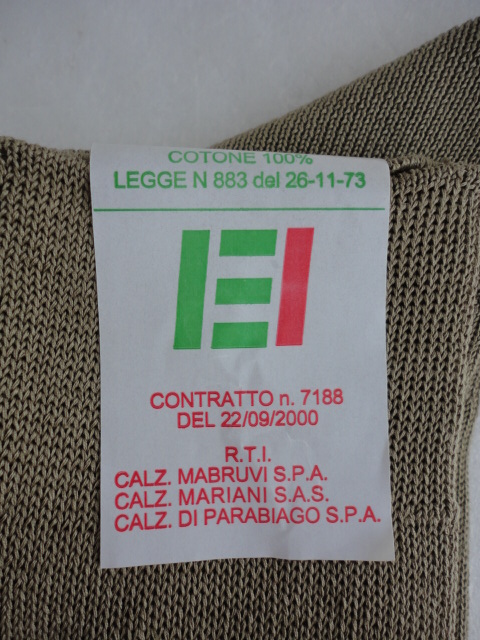 COTONE 100%
LEGGE N 883 del 26-11-73
EI
CONTRATTO n. 7188
DEL 22/09/2000
R.T.I.
CALZ. MABRUVI S.P.A.
CALZ. MARIANI S.A.S.
CALZ. DI PARABIAGO S.P.A.